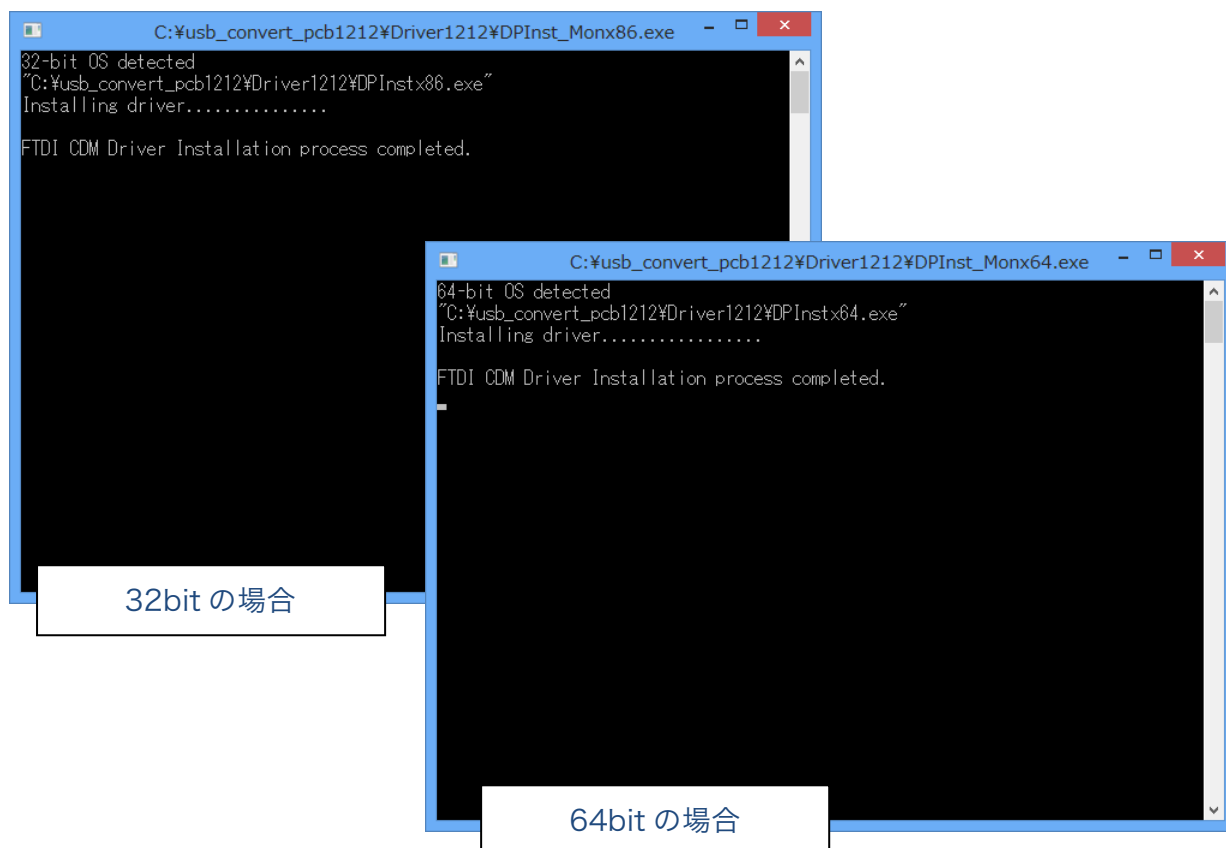 C:¥usb_convert_pcb1212¥Driver1212¥DPInst_Monx86.exe
32-bit OS detected
"C:¥usb_convert_pcb1212¥Driver1212¥DPInstx86.exe"
Installing driver...............
FTDI CDM Driver Installation process completed.
32bit の場合
C:¥usb_convert_pcb1212¥Driver1212¥DPInst_Monx64.exe
64-bit OS detected
"C:¥usb_convert_pcb1212¥Driver1212¥DPInstx64.exe"
Installing driver.................
FTDI CDM Driver Installation process completed.
64bit の場合